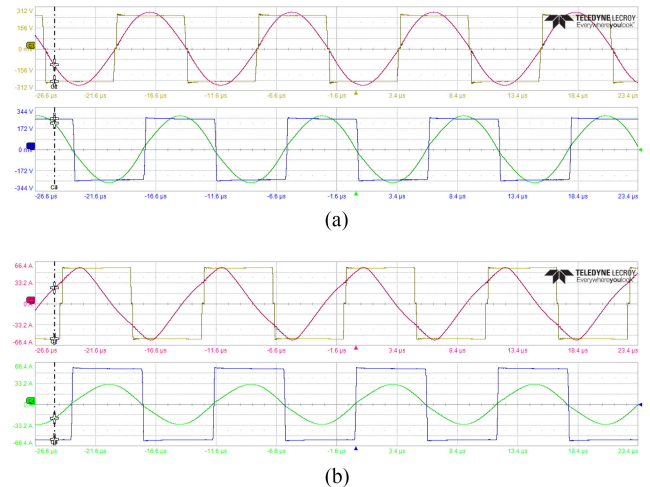 312 V
156 V
0 mV
-156 V
-312 V
TELEDYNE LECROY
Everywhereyoulook
-26.6 µs -21.6 µs -16.6 µs -11.6 µs -6.6 µs -1.6 µs 3.4 µs 8.4 µs 13.4 µs 18.4 µs 23.4 µs
344 V
172 V
0 mV
-172 V
-344 V
-26.6 µs -21.6 µs -16.6 µs -11.6 µs -6.6 µs -1.6 µs 3.4 µs 8.4 µs 13.4 µs 18.4 µs 23.4 µs
(a)
66.4 A
33.2 A
-33.2 A
-66.4 A
TELEDYNE LECROY
Everywhereyoulook
-26.6 µs -21.6 µs -16.6 µs -11.6 µs -6.6 µs -1.6 µs 3.4 µs 8.4 µs 13.4 µs 18.4 µs 23.4 µs
66.4 A
33.2 A
-33.2 A
-66.4 A
-26.6 µs -21.6 µs -16.6 µs -11.6 µs -6.6 µs -1.6 µs 3.4 µs 8.4 µs 13.4 µs 18.4 µs 23.4 µs
(b)